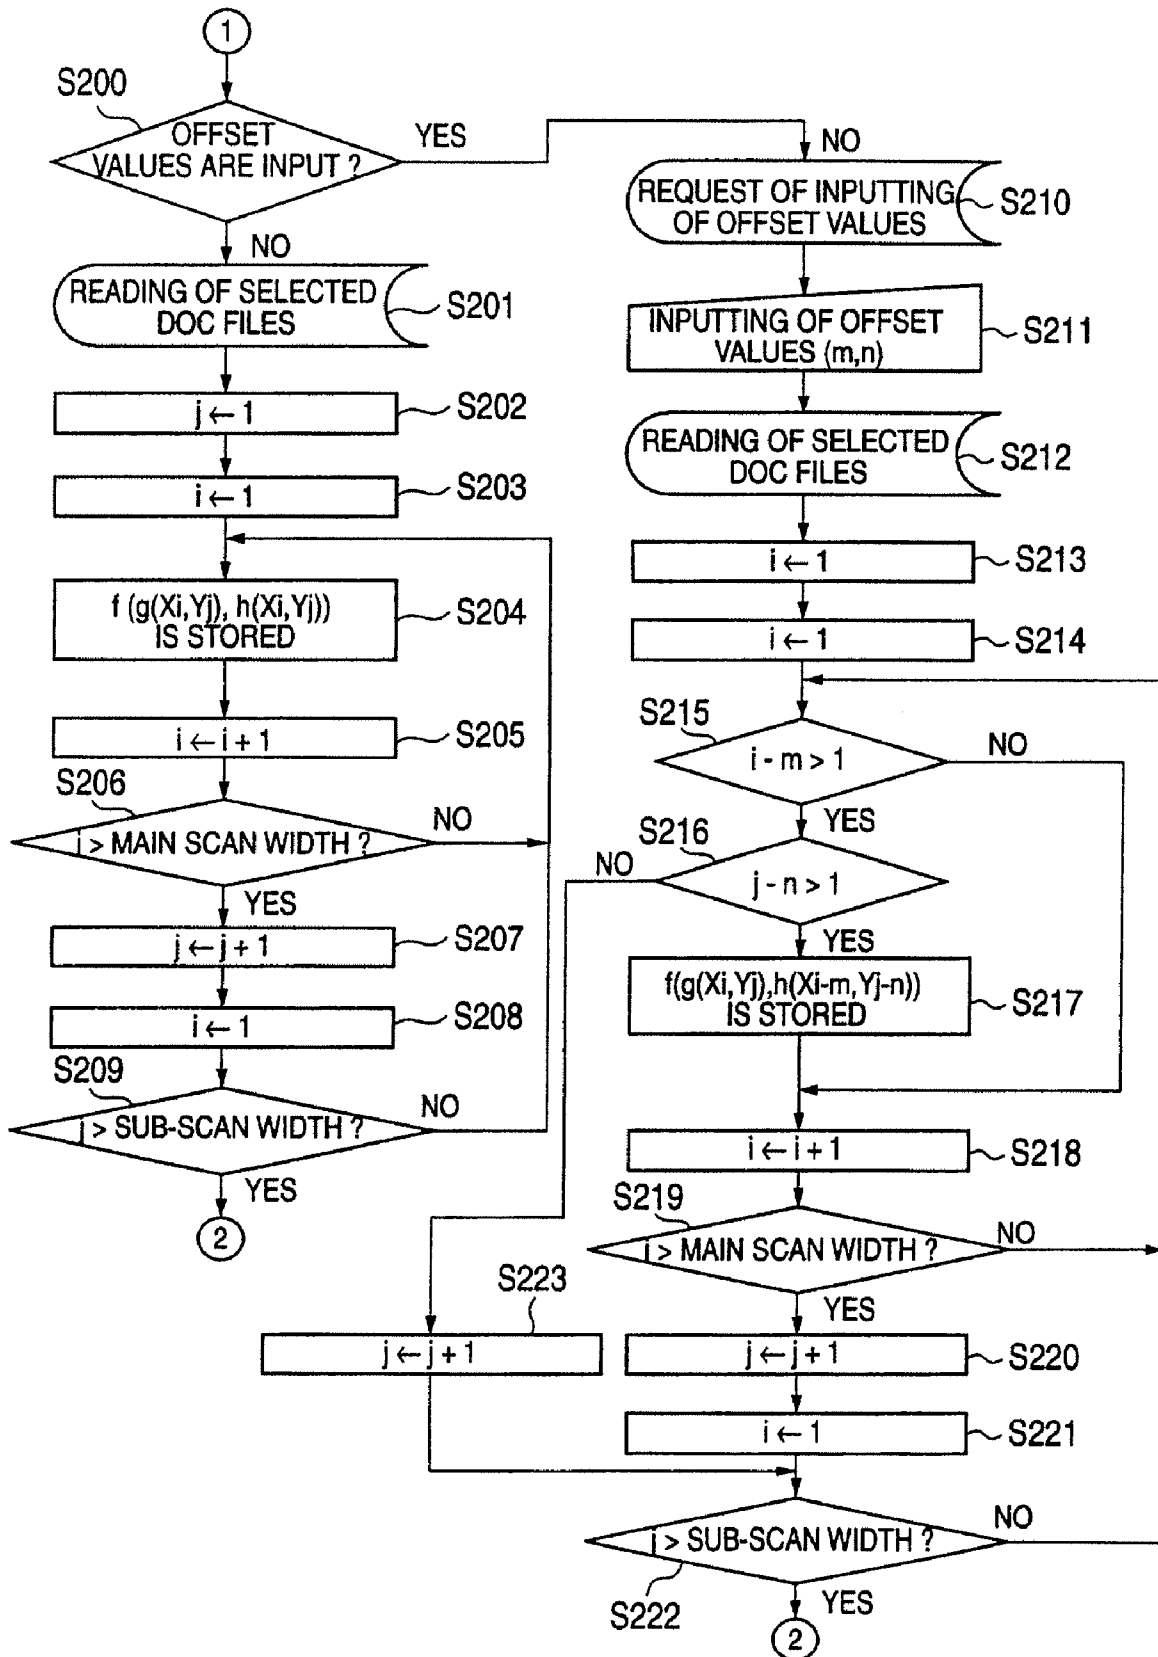 1
S200
OFFSET
VALUES ARE INPUT ?
YES
NO
READING OF SELECTED
DOC FILES
S201
j ← 1
S202
i ← 1
S203
f (g(Xi,Yj), h(Xi,Yj))
IS STORED
S204
i ← i + 1
S205
S206
i > MAIN SCAN WIDTH ?
NO
YES
j ← j + 1
S207
i ← 1
S208
S209
j > SUB-SCAN WIDTH ?
NO
YES
2
NO
REQUEST OF INPUTTING
OF OFFSET VALUES
S210
INPUTTING OF OFFSET
VALUES (m,n)
S211
READING OF SELECTED
DOC FILES
S212
i ← 1
S213
i ← 1
S214
S215
i - m > 1
NO
YES
S216
NO
j - n > 1
YES
f(g(Xi,Yj),h(Xi-m,Yj-n))
IS STORED
S217
i ← i + 1
S218
S219
i > MAIN SCAN WIDTH ?
NO
YES
S223
j ← j + 1
j ← j + 1
S220
i ← 1
S221
j > SUB-SCAN WIDTH ?
NO
S222
YES
2